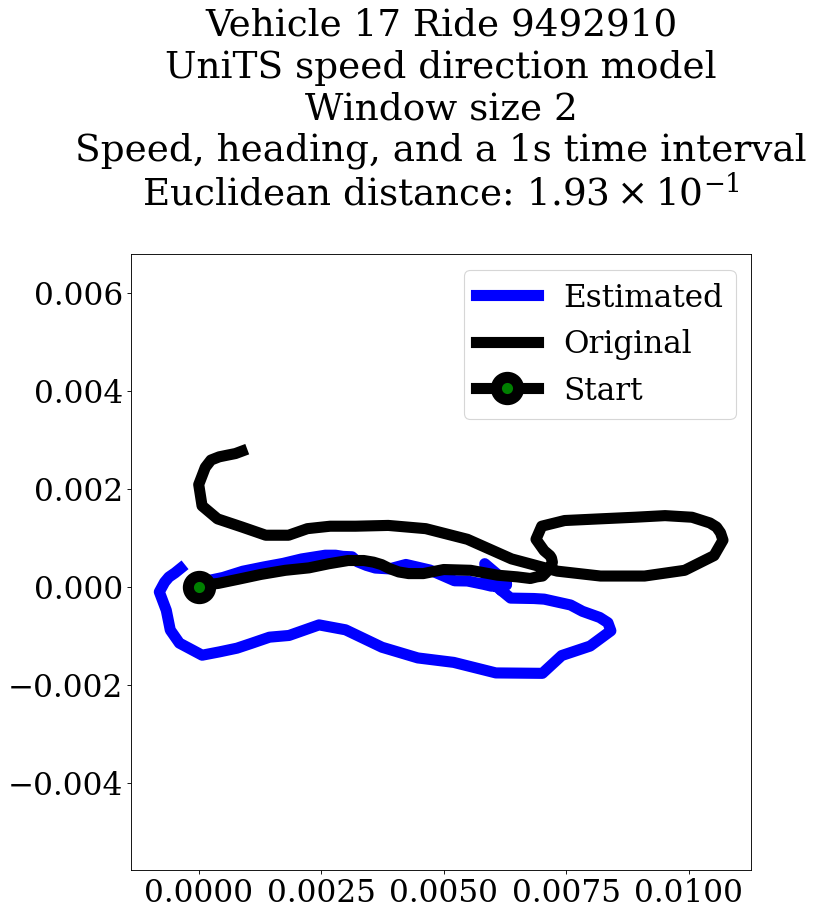 Vehicle 17 Ride 9492910
UniTS speed direction model
Window size 2
Speed, heading, and a 1s time interval
Euclidean distance: 1.93 × 10⁻¹
Estimated
Original
Start
0.006
0.004
0.002
0.000
−0.002
−0.004
0.0000 0.0025 0.0050 0.0075 0.0100